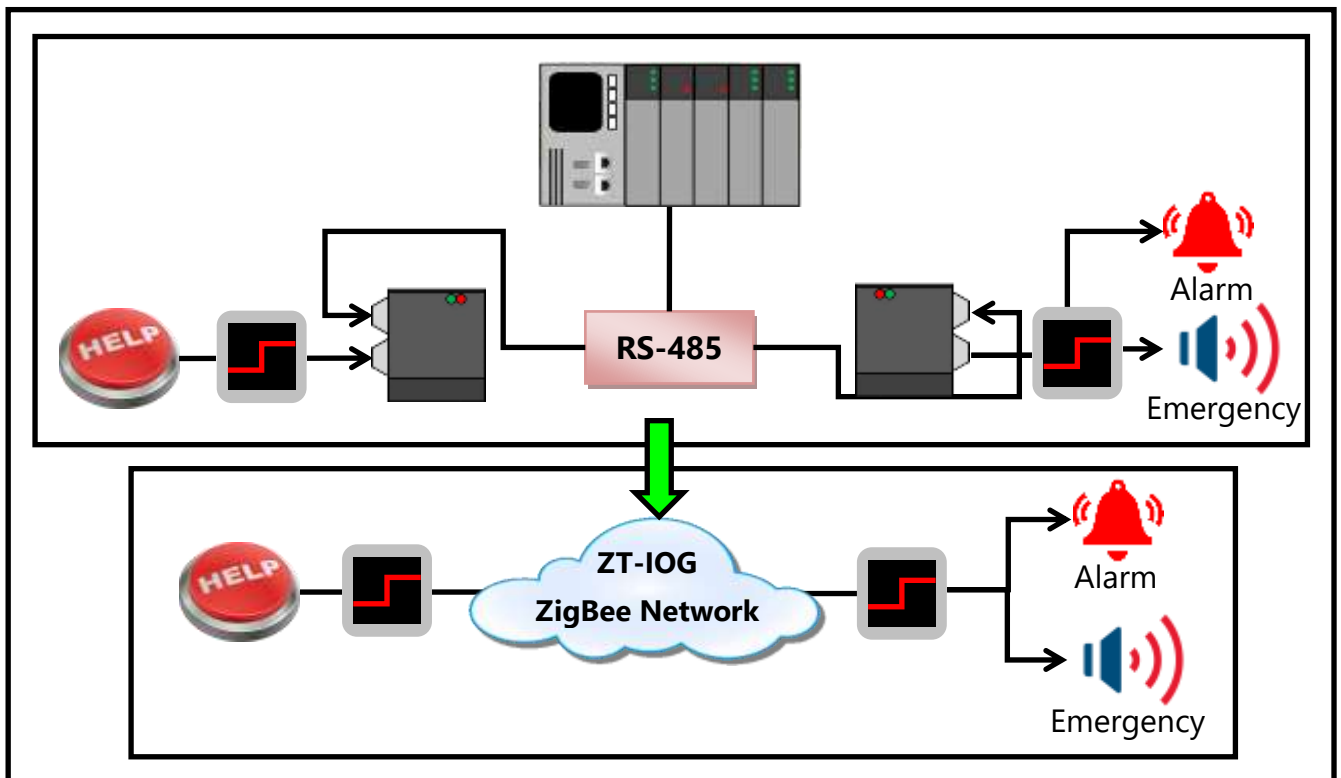 Alarm
HELP
RS-485
Emergency
ZT-IOG
ZigBee Network
HELP
Alarm
Emergency